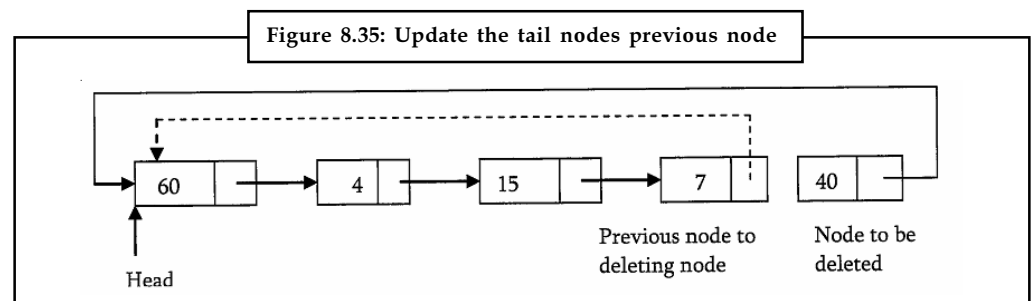 Figure 8.35: Update the tail nodes previous node
60
4
15
7
40
Previous node to
deleting node
Node to be
deleted
Head